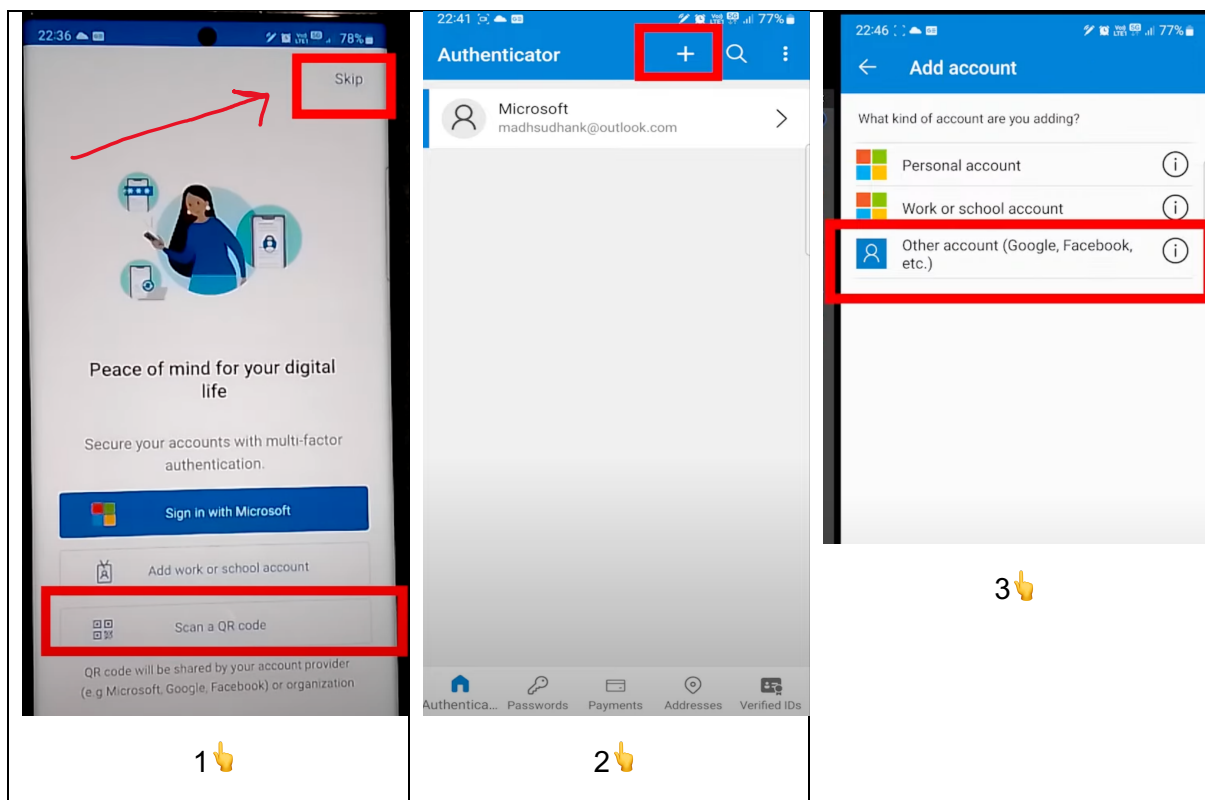 22:36
78%
Skip
Peace of mind for your digital
life
Secure your accounts with multi-factor
authentication.
Sign in with Microsoft
Add work or school account
Scan a QR code
QR code will be shared by your account provider
(e.g Microsoft, Google, Facebook) or organization
1
22:41
77%
Authenticator
Microsoft
madhsudhank@outlook.com
Authentica...
Passwords
Payments
Addresses
Verified IDs
2
22:46
77%
Add account
What kind of account are you adding?
Personal account
Work or school account
Other account (Google, Facebook,
etc.)
3